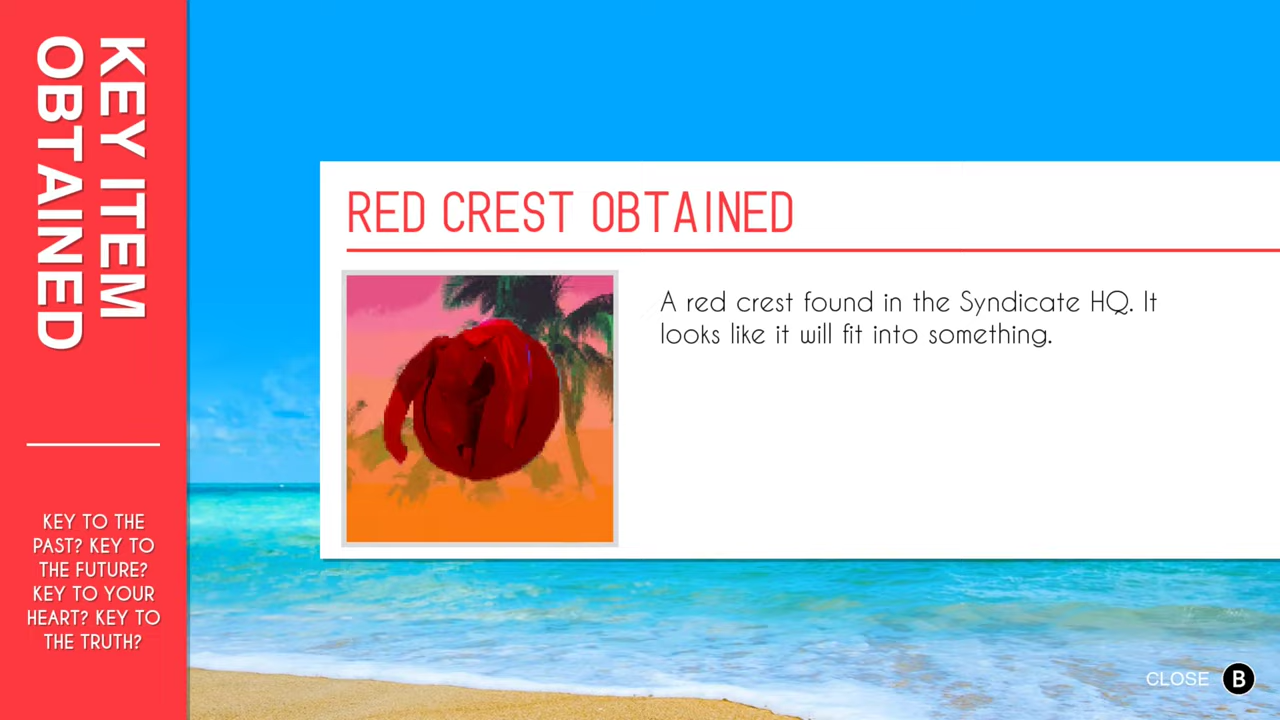 KEY ITEM
OBTAINED
KEY TO THE
PAST? KEY TO
THE FUTURE?
KEY TO YOUR
HEART? KEY TO
THE TRUTH?
RED CREST OBTAINED
A red crest found in the Syndicate HQ. It
looks like it will fit into something.
CLOSE B